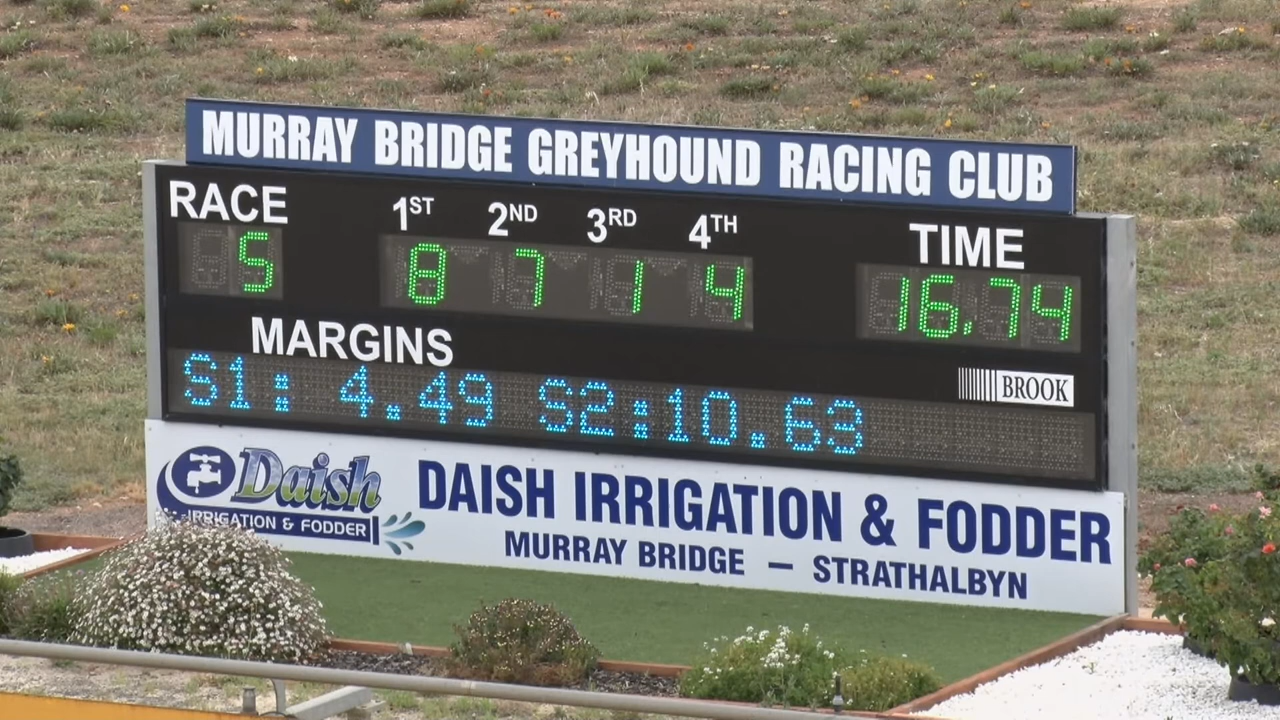 MURRAY BRIDGE GREYHOUND RACING CLUB
RACE 1ST 2ND 3RD 4TH TIME
5 8 7 1 4 16.74
MARGINS
BROOK
S1: 4.49 S2:10.63
Daish
IRRIGATION & FODDER
DAISH IRRIGATION & FODDER
MURRAY BRIDGE – STRATHALBYN